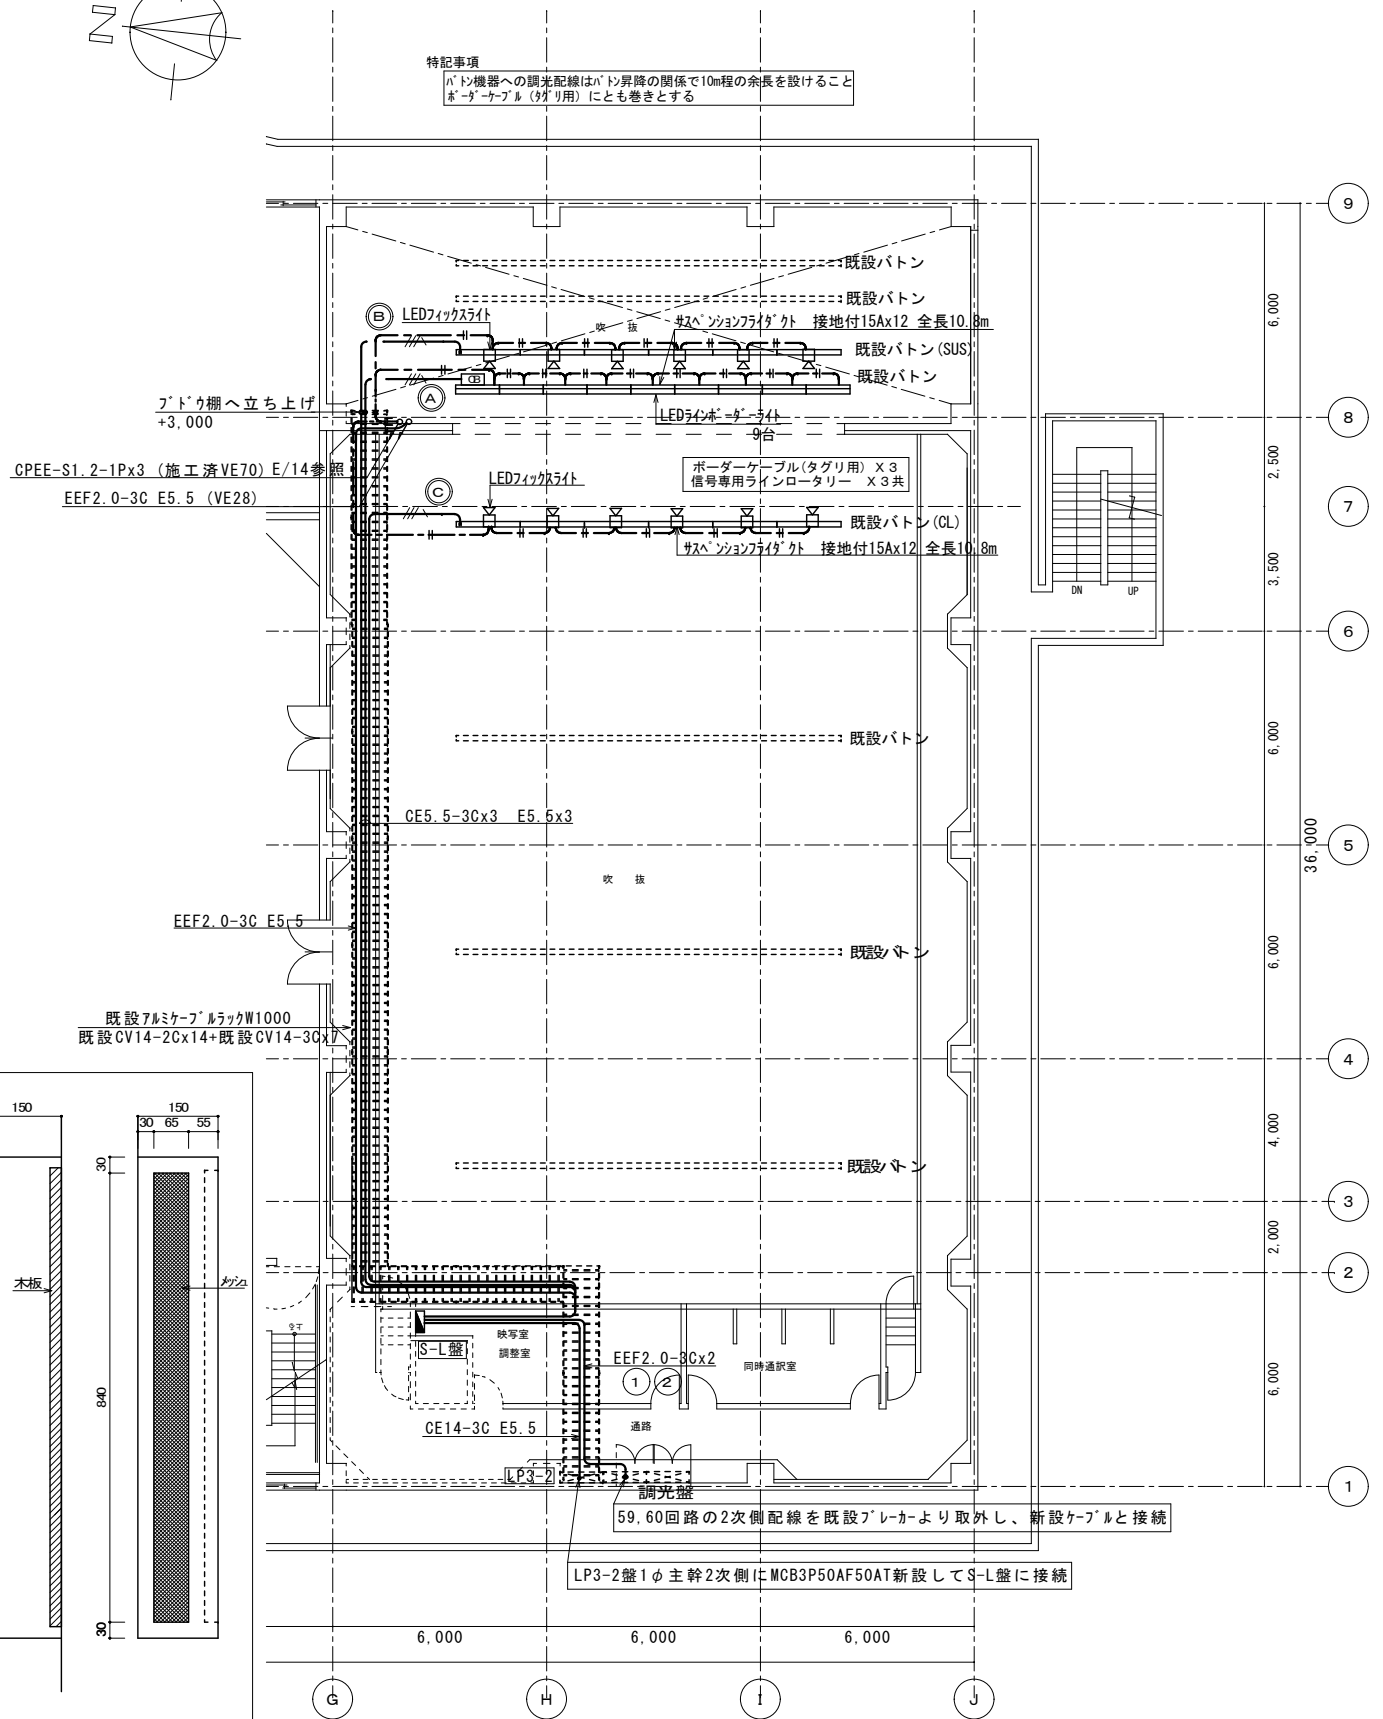 N
特記事項
バトン機器への調光配線はバトン昇降の関係で10m程の余長を設けること
ボーダーケーブル（タグリ用）にとも巻きとする
9
既設バトン
既設バトン
6,000
B
LEDフィックスライト
吹 抜
サスペンションフライダクト 接地付15Ax12 全長10.8m
既設バトン(SUS)
既設バトン
CB
A
ブドウ棚へ立ち上げ
+3,000
LEDラインボーダーライト
9台
8
CPEE-S1.2-1Px3 (施工済VE70) E/14参照
ボーダーケーブル(タグリ用) X3
信号専用ラインロータリー X3共
2,500
EEF2.0-3C E5.5 (VE28)
C
LEDフィックスライト
7
既設バトン(CL)
サスペンションフライダクト 接地付15Ax12 全長10.8m
3,500
DN
UP
6
既設バトン
6,000
CE5.5-3Cx3 E5.5x3
36,000
5
吹 抜
EEF2.0-3C E5.5
既設バトン
6,000
既設アルミケーブルラックW1000
既設CV14-2Cx14+既設CV14-3Cx7
4
150
150
30 65 55
30
4,000
既設バトン
3
2,000
木板
メッシュ
2
S-L盤
映写室
調整室
EEF2.0-3Cx2
同時通訳室
1
2
840
6,000
CE14-3C E5.5
通路
LP3-2
調光盤
1
59,60回路の2次側配線を既設ブレーカーより取外し、新設ケーブルと接続
LP3-2盤1φ主幹2次側にMCB3P50AF50AT新設してS-L盤に接続
30
6,000
6,000
6,000
G
H
I
J